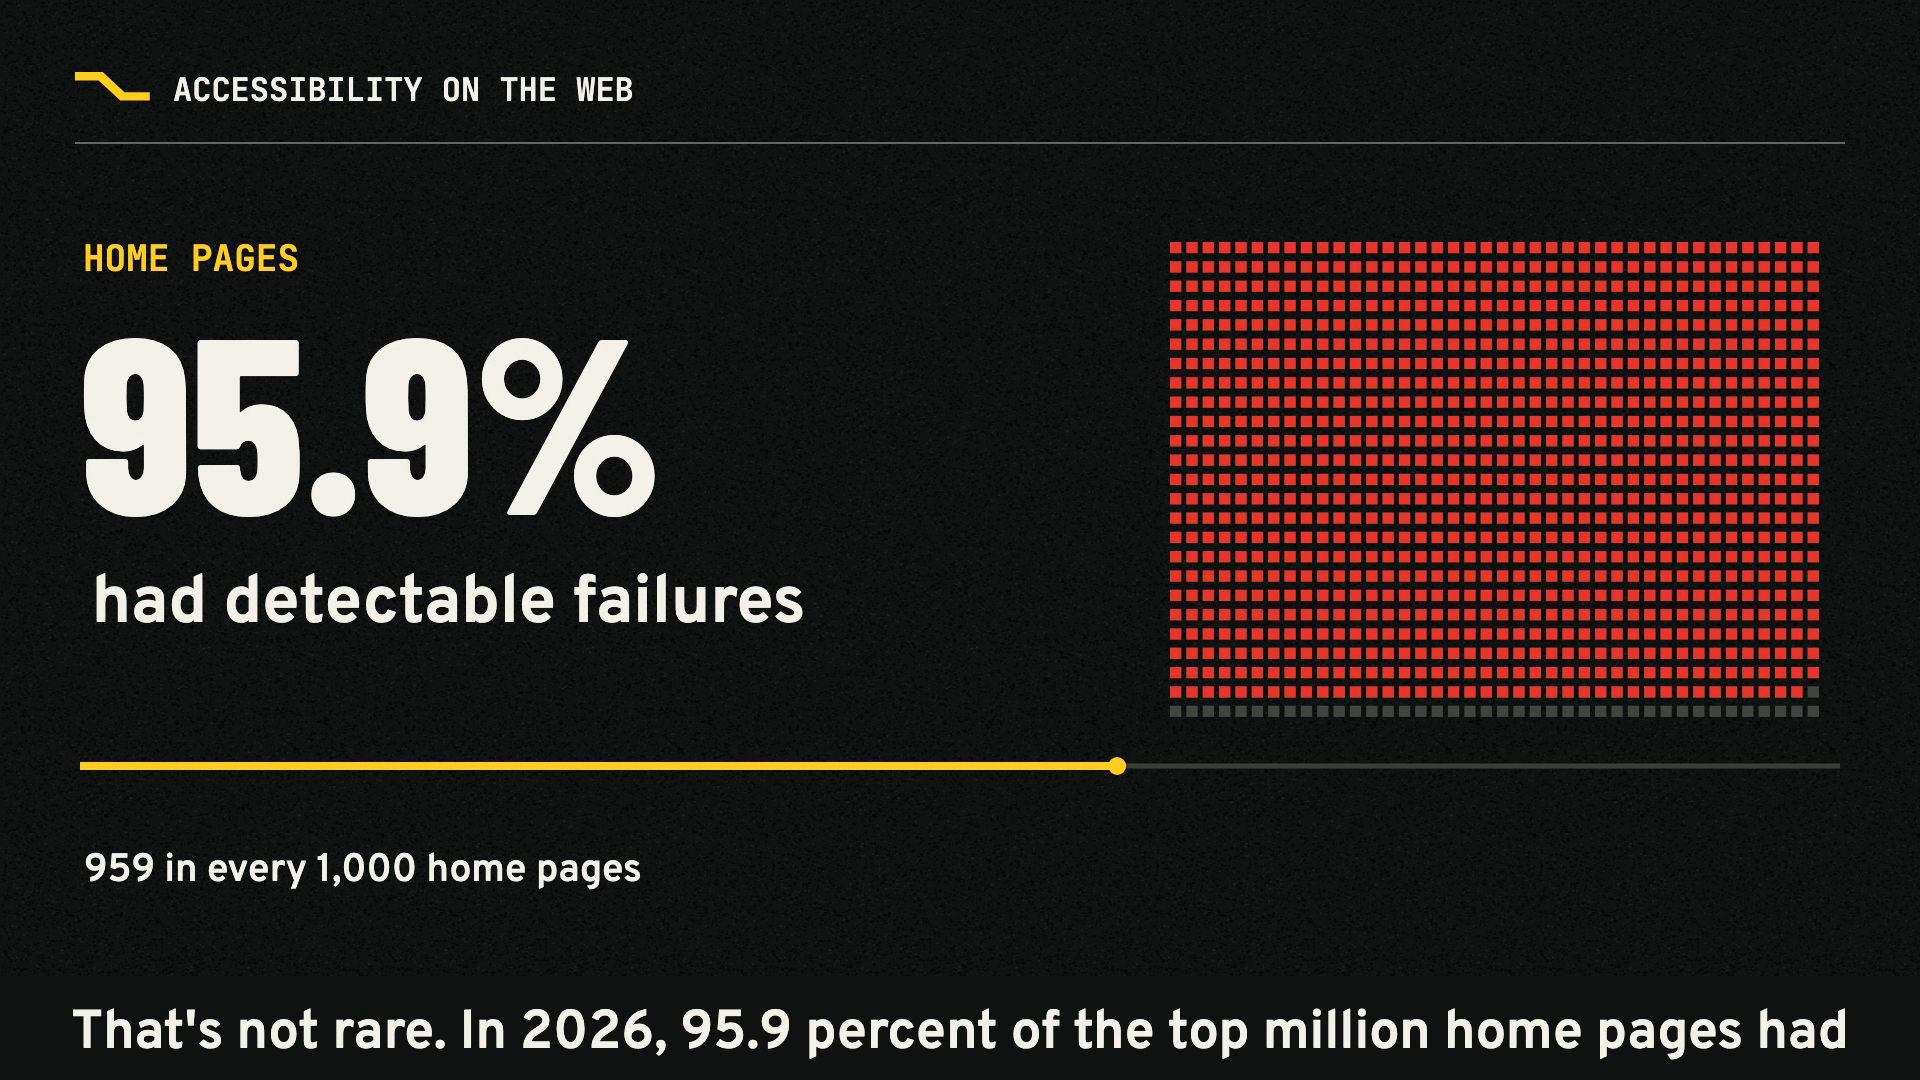 ACCESSIBILITY ON THE WEB
HOME PAGES
95.9%
had detectable failures
959 in every 1,000 home pages
That's not rare. In 2026, 95.9 percent of the top million home pages had